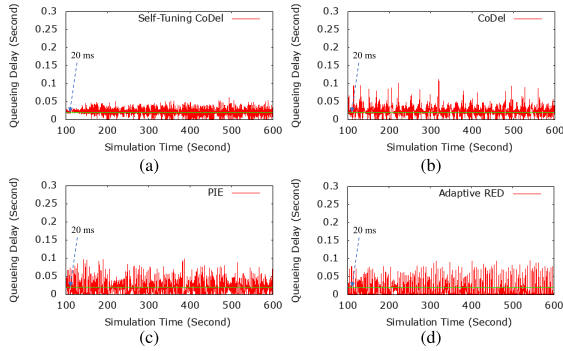 0.3
0.25
0.2
0.15
0.1
0.05
0
Queueing Delay (Second)
Self-Tuning CoDel
20 ms
100 200 300 400 500 600
Simulation Time (Second)
(a)
0.3
0.25
0.2
0.15
0.1
0.05
0
Queueing Delay (Second)
CoDel
20 ms
100 200 300 400 500 600
Simulation Time (Second)
(b)
0.3
0.25
0.2
0.15
0.1
0.05
0
Queueing Delay (Second)
PIE
20 ms
100 200 300 400 500 600
Simulation Time (Second)
(c)
0.3
0.25
0.2
0.15
0.1
0.05
0
Queueing Delay (Second)
Adaptive RED
20 ms
100 200 300 400 500 600
Simulation Time (Second)
(d)